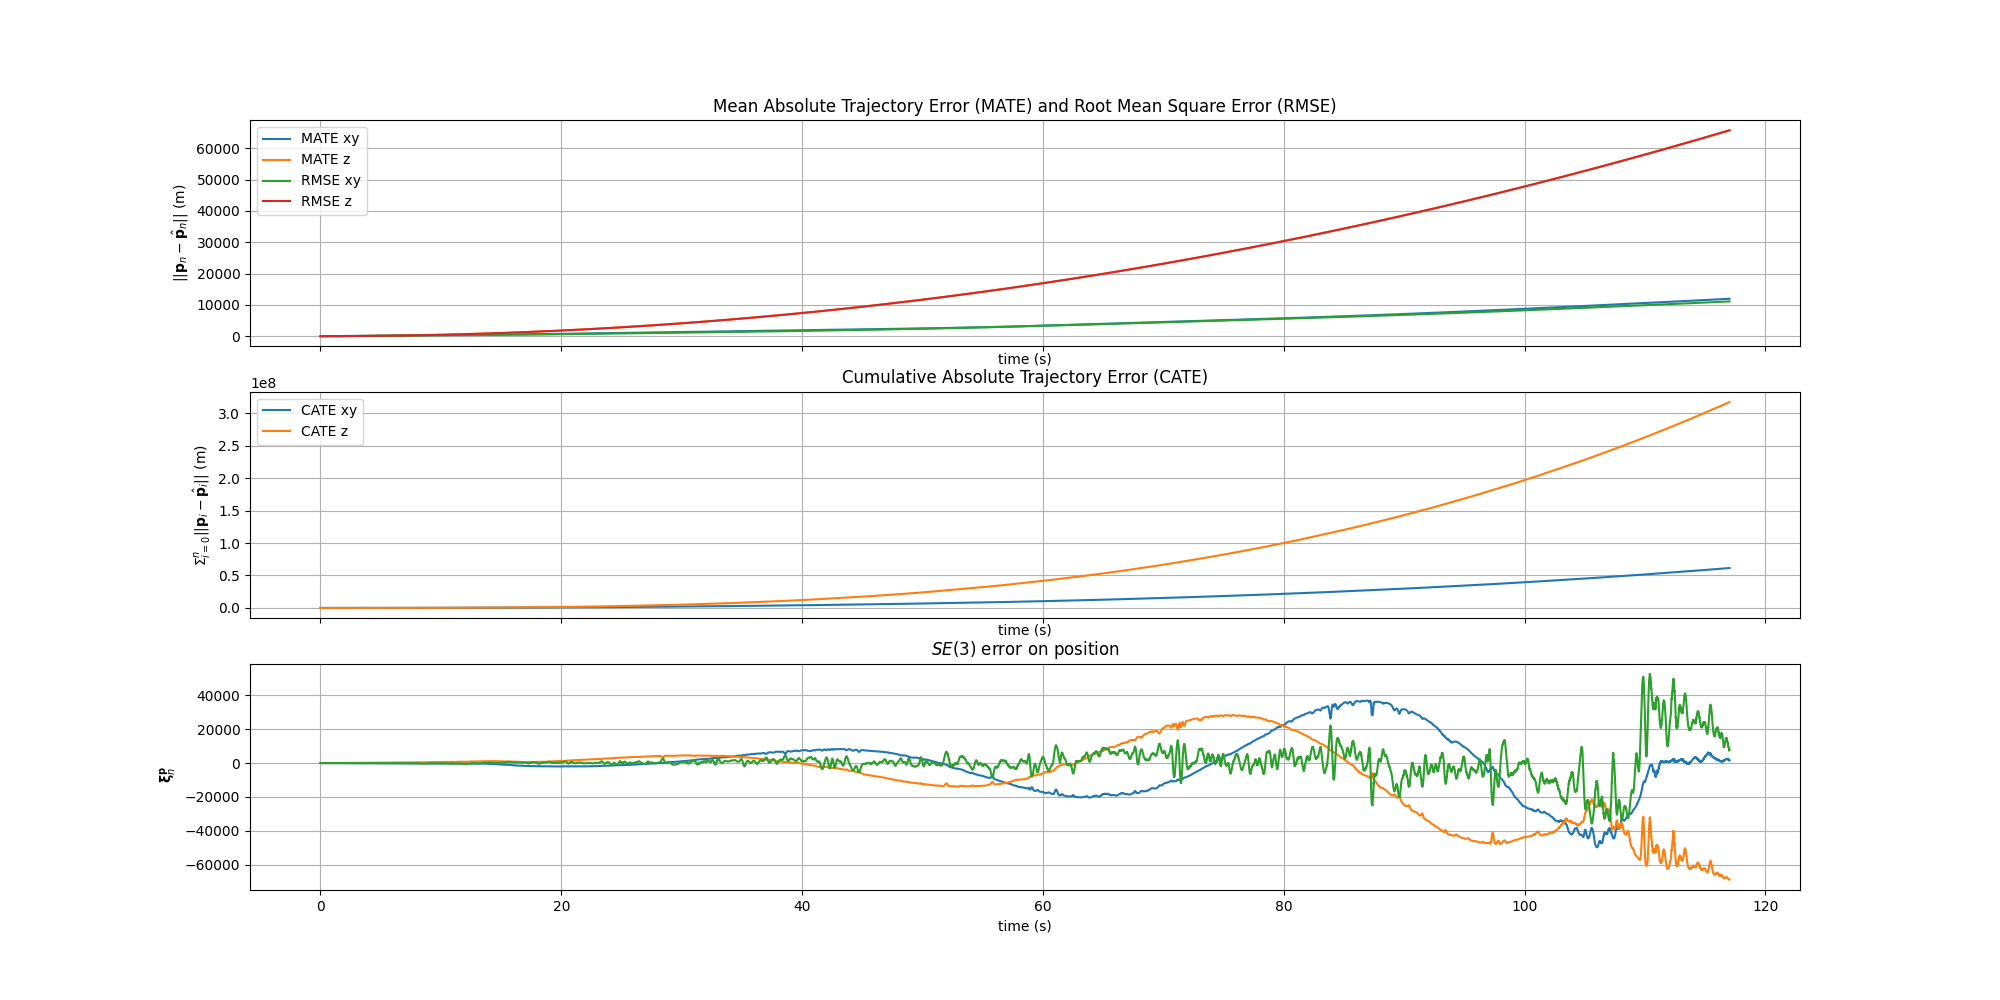 Mean Absolute Trajectory Error (MATE) and Root Mean Square Error (RMSE)
||𝐩ₙ − 𝐩̂ₙ|| (m)
60000
50000
40000
30000
20000
10000
0
MATE xy
MATE z
RMSE xy
RMSE z
time (s)
Cumulative Absolute Trajectory Error (CATE)
1e8
Σⁿᵢ₌₀||𝐩ᵢ − 𝐩̂ᵢ|| (m)
3.0
2.5
2.0
1.5
1.0
0.5
0.0
CATE xy
CATE z
time (s)
SE(3) error on position
𝛏ₙᵖ
40000
20000
0
−20000
−40000
−60000
0 20 40 60 80 100 120
time (s)